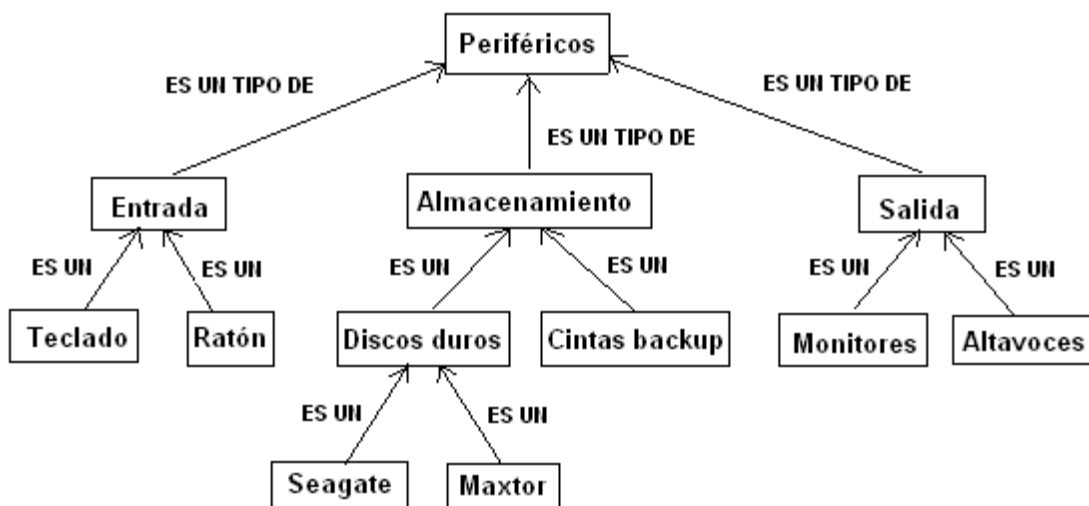 Periféricos
ES UN TIPO DE
ES UN TIPO DE
ES UN TIPO DE
Entrada
Almacenamiento
Salida
ES UN
ES UN
ES UN
ES UN
ES UN
ES UN
Teclado
Ratón
Discos duros
Cintas backup
Monitores
Altavoces
ES UN
ES UN
Seagate
Maxtor